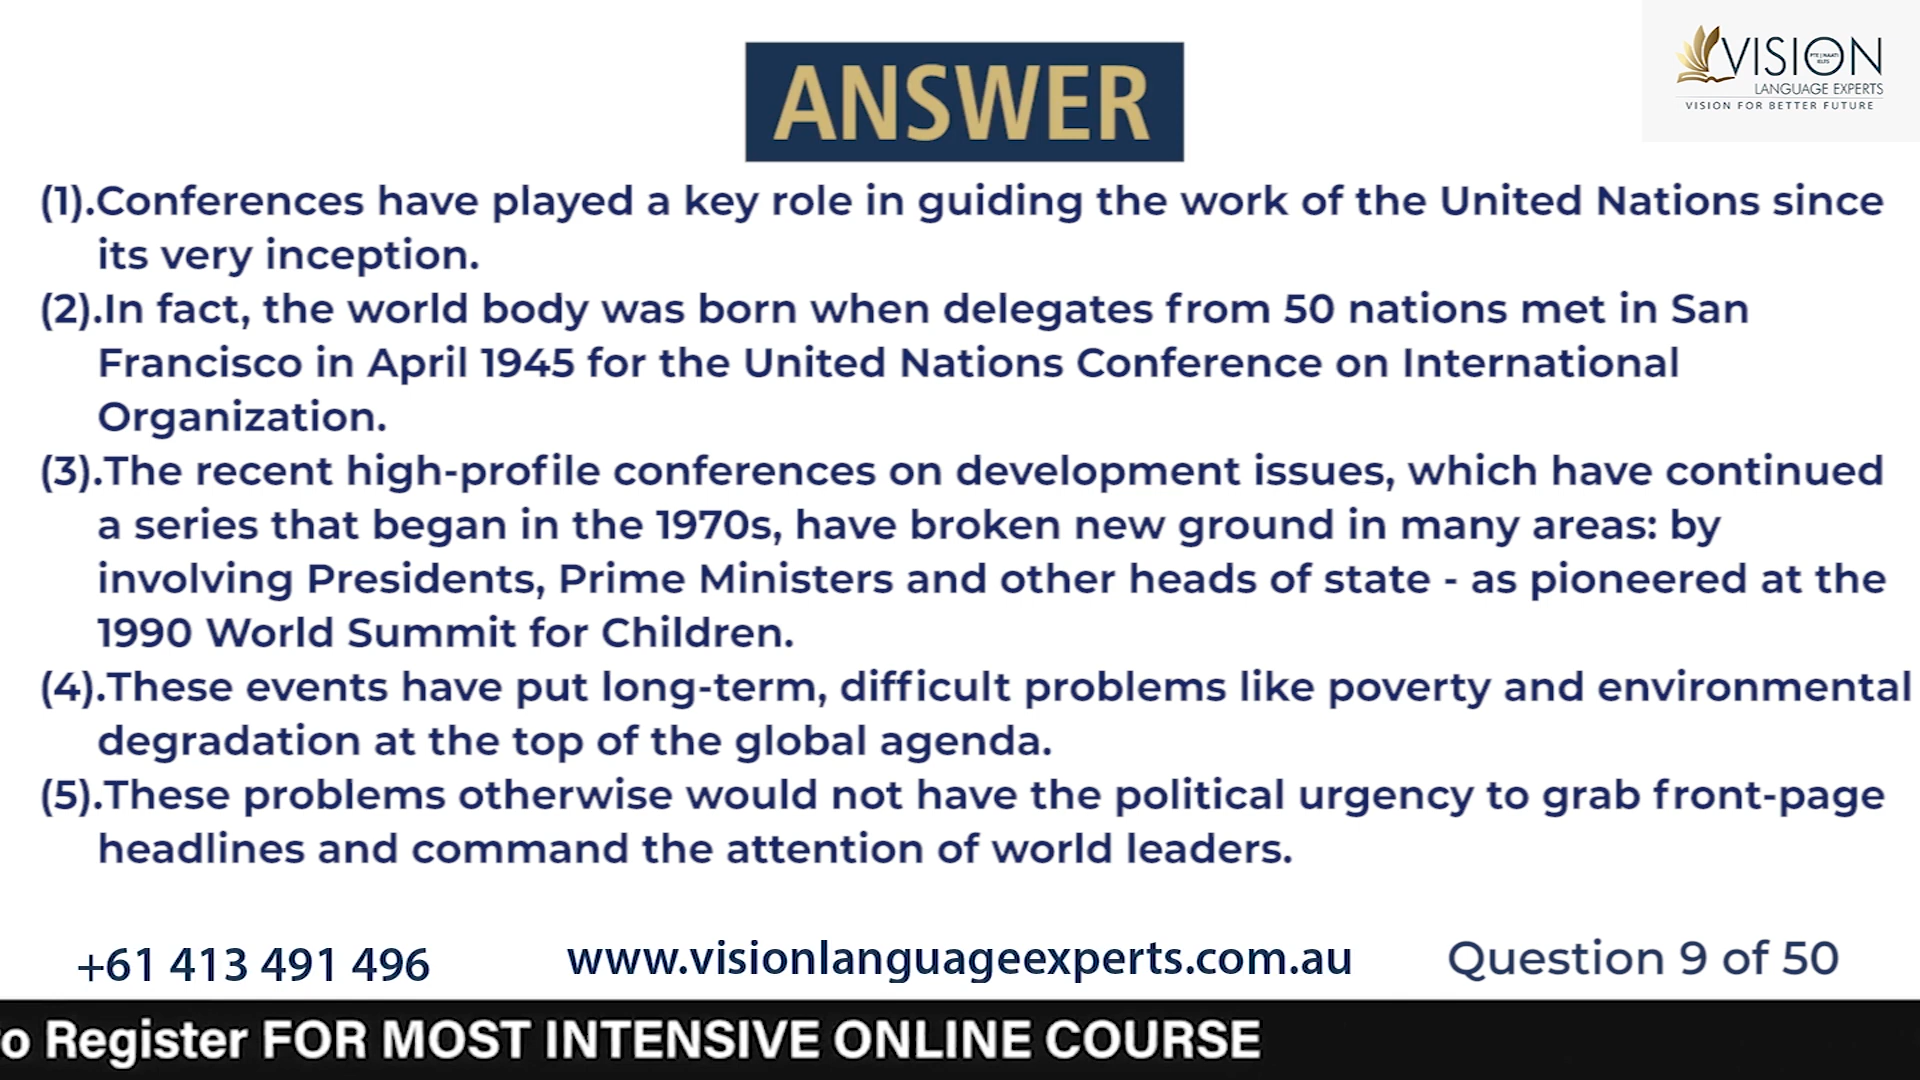 ANSWER
VISION
LANGUAGE EXPERTS
VISION FOR BETTER FUTURE
(1).Conferences have played a key role in guiding the work of the United Nations since
its very inception.
(2).In fact, the world body was born when delegates from 50 nations met in San
Francisco in April 1945 for the United Nations Conference on International
Organization.
(3).The recent high-profile conferences on development issues, which have continued
a series that began in the 1970s, have broken new ground in many areas: by
involving Presidents, Prime Ministers and other heads of state - as pioneered at the
1990 World Summit for Children.
(4).These events have put long-term, difficult problems like poverty and environmental
degradation at the top of the global agenda.
(5).These problems otherwise would not have the political urgency to grab front-page
headlines and command the attention of world leaders.
+61 413 491 496
www.visionlanguageexperts.com.au
Question 9 of 50
o Register FOR MOST INTENSIVE ONLINE COURSE